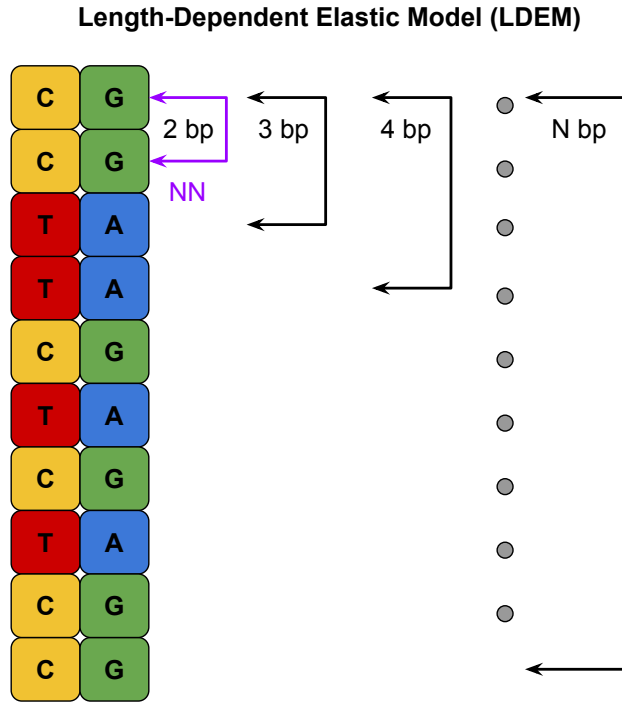 Length-Dependent Elastic Model (LDEM)
C G
2 bp 3 bp 4 bp N bp
C G
NN
T A
T A
C G
T A
C G
T A
C G
C G